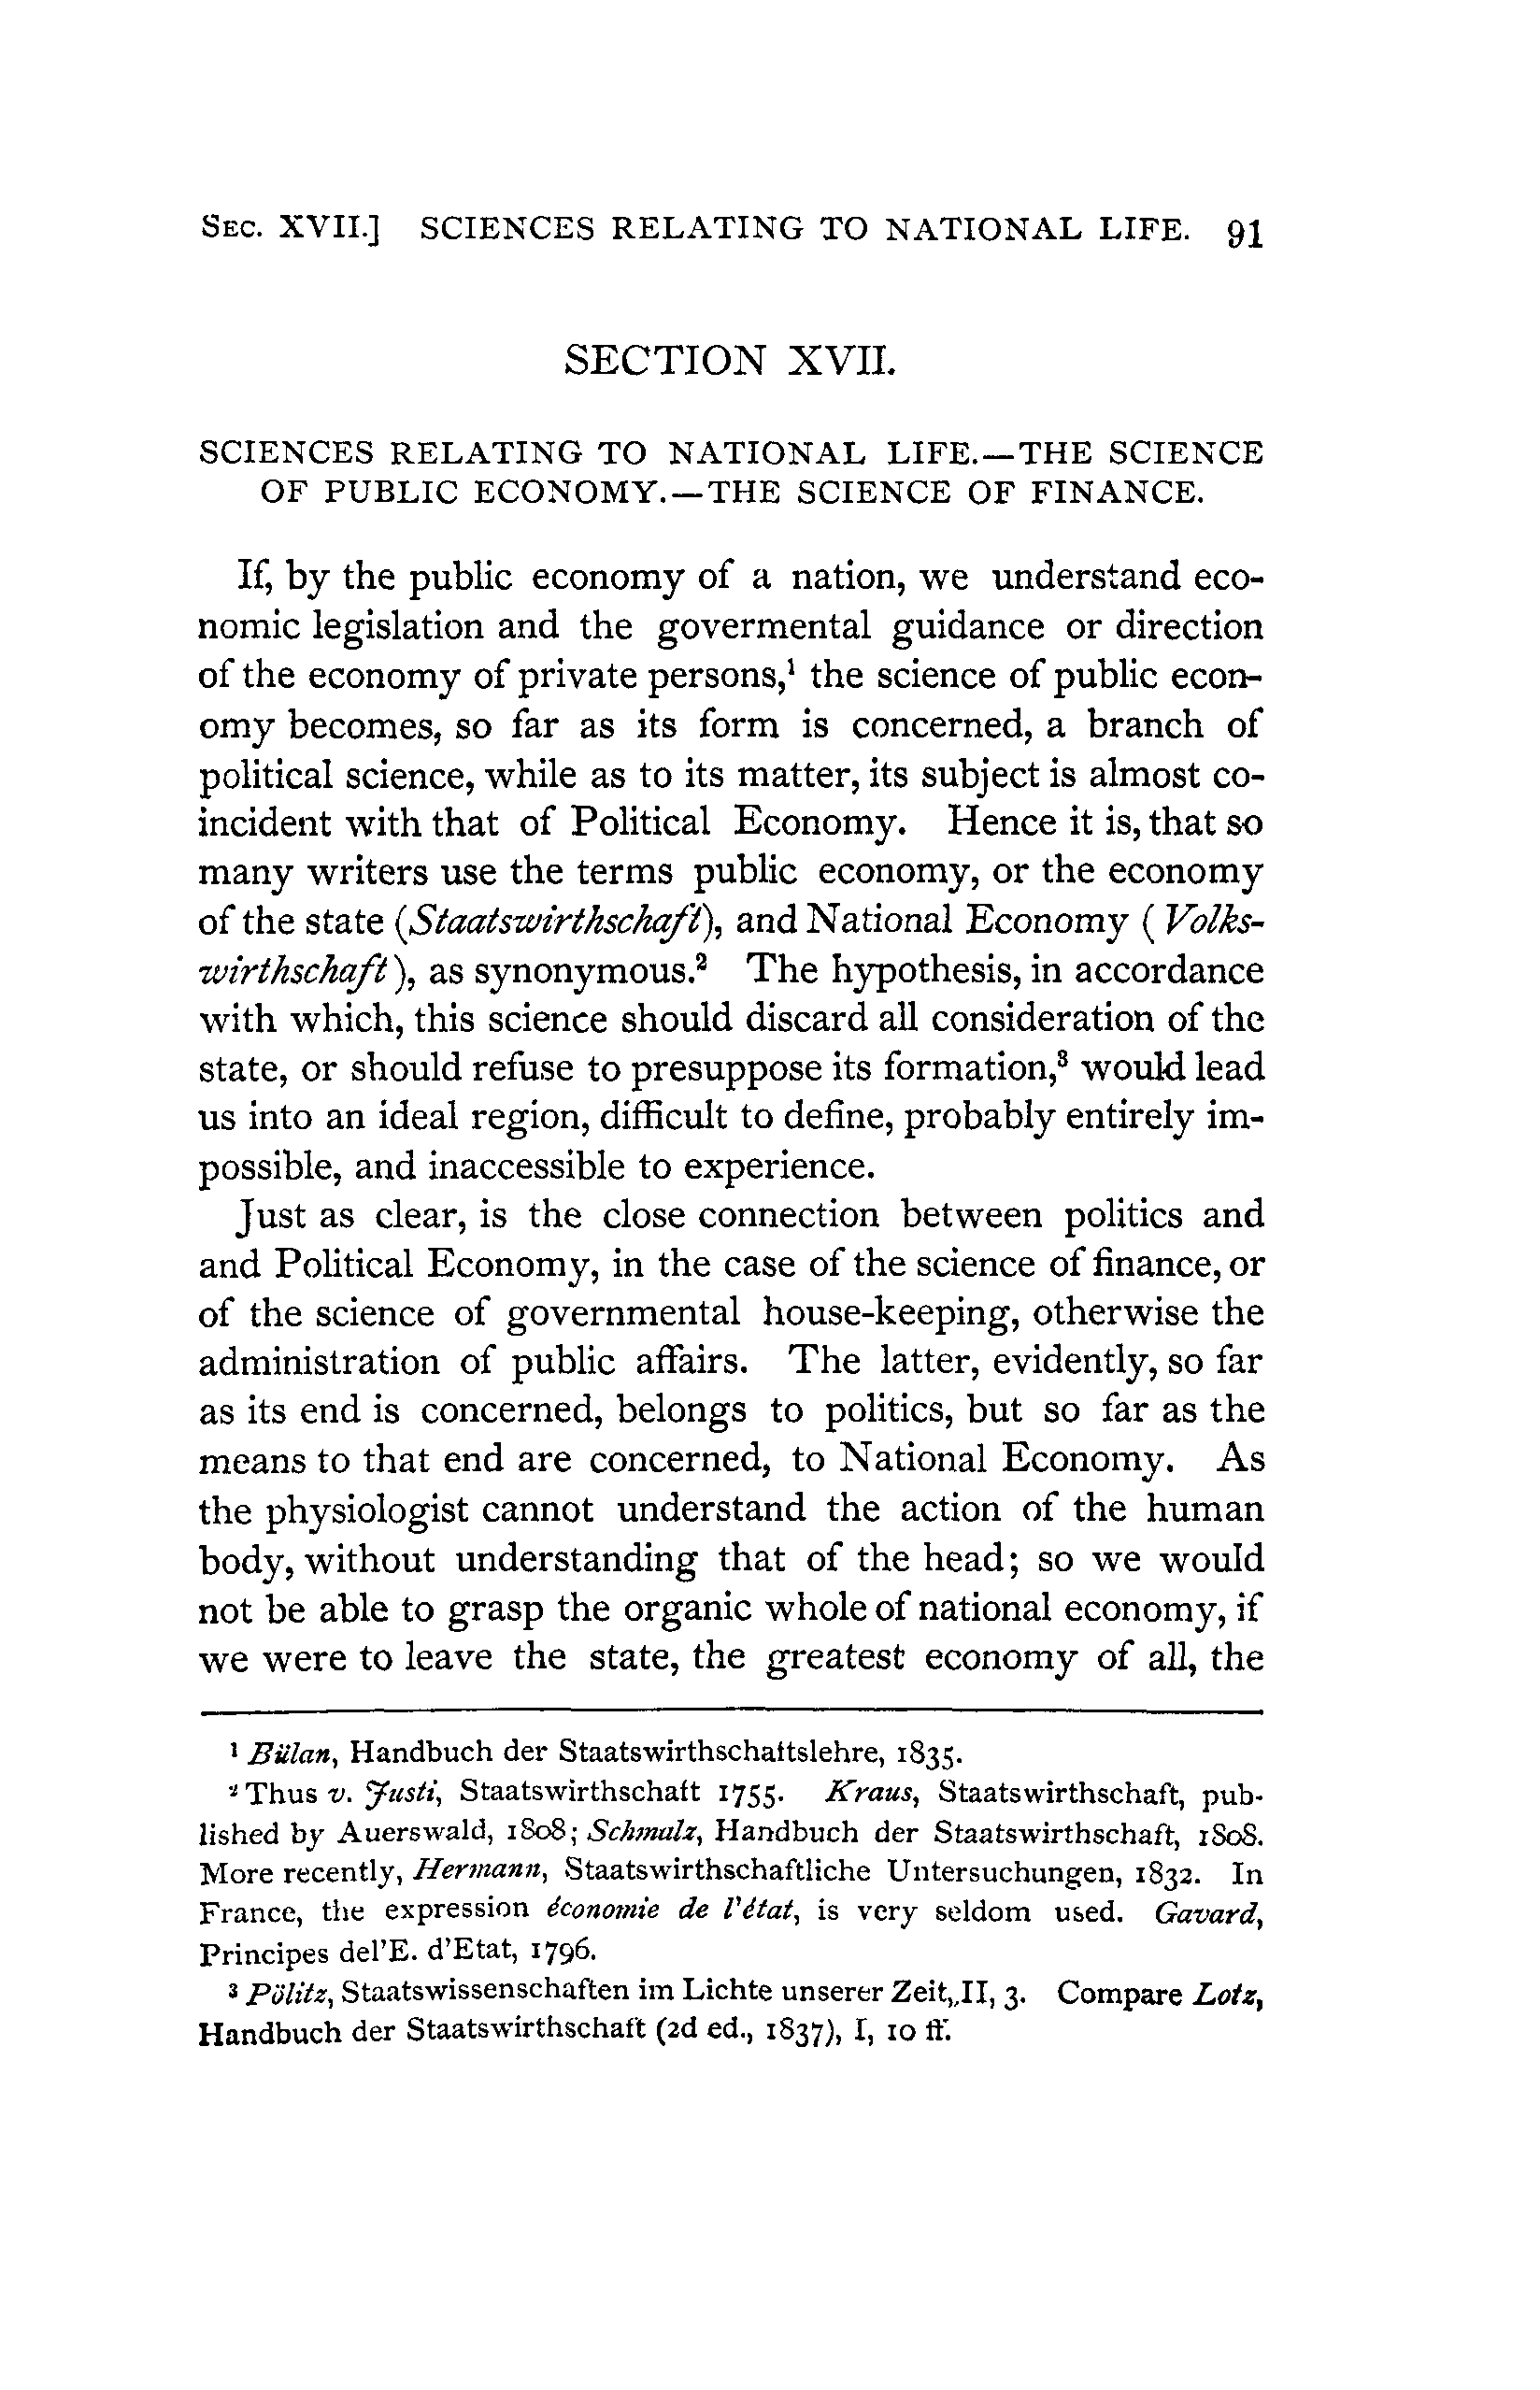 SEC. XVII.] SCIENCES RELATING TO NATIONAL LIFE. 91
SECTION XVII.
SCIENCES RELATING TO NATIONAL LIFE.—THE SCIENCE
OF PUBLIC ECONOMY.—THE SCIENCE OF FINANCE.
If, by the public economy of a nation, we understand eco-
nomic legislation and the govermental guidance or direction
of the economy of private persons,¹ the science of public econ-
omy becomes, so far as its form is concerned, a branch of
political science, while as to its matter, its subject is almost co-
incident with that of Political Economy. Hence it is, that so
many writers use the terms public economy, or the economy
of the state (Staatswirthschaft), and National Economy (Volks-
wirthschaft), as synonymous.² The hypothesis, in accordance
with which, this science should discard all consideration of the
state, or should refuse to presuppose its formation,³ would lead
us into an ideal region, difficult to define, probably entirely im-
possible, and inaccessible to experience.
Just as clear, is the close connection between politics and
and Political Economy, in the case of the science of finance, or
of the science of governmental house-keeping, otherwise the
administration of public affairs. The latter, evidently, so far
as its end is concerned, belongs to politics, but so far as the
means to that end are concerned, to National Economy. As
the physiologist cannot understand the action of the human
body, without understanding that of the head; so we would
not be able to grasp the organic whole of national economy, if
we were to leave the state, the greatest economy of all, the
¹ Bülan, Handbuch der Staatswirthschaftslehre, 1835.
² Thus v. Justi, Staatswirthschaft 1755. Kraus, Staatswirthschaft, pub-
lished by Auerswald, 1808; Schmalz, Handbuch der Staatswirthschaft, 1808.
More recently, Hermann, Staatswirthschaftliche Untersuchungen, 1832. In
France, the expression économie de l'état, is very seldom used. Gavard,
Principes del'E. d'Etat, 1796.
³ Pölitz, Staatswissenschaften im Lichte unserer Zeit,,II, 3. Compare Lotz,
Handbuch der Staatswirthschaft (2d ed., 1837), I, 10 ff.